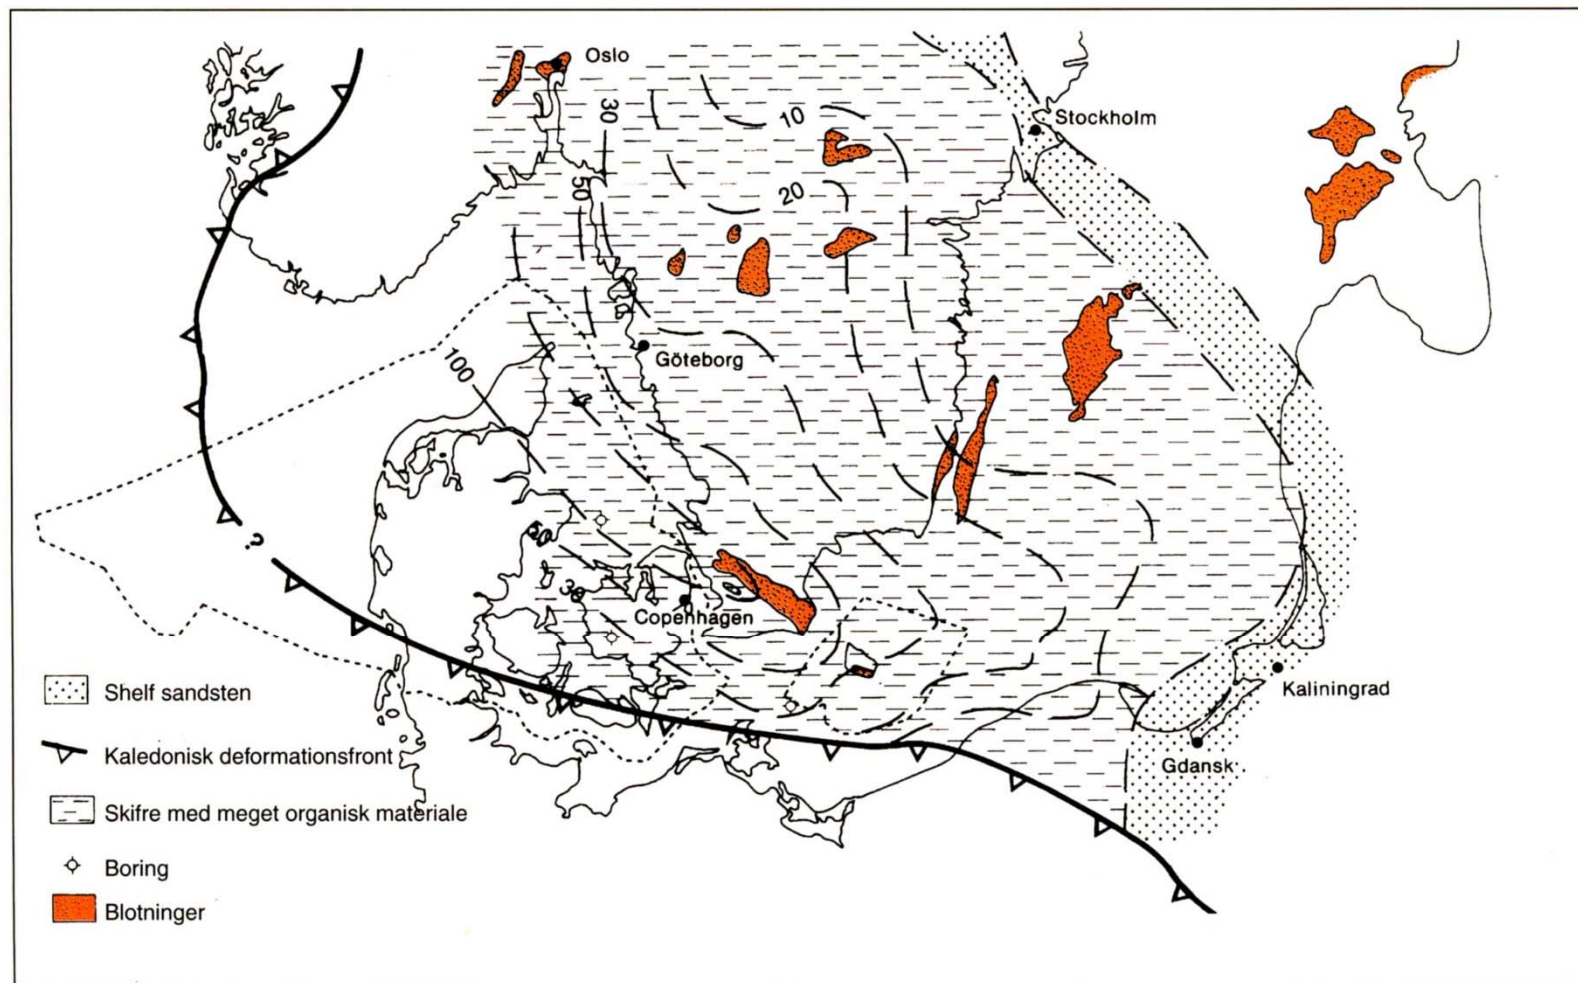 Oslo
30
10
Stockholm
50
20
Göteborg
100
50
?
30
Copenhagen
Kaliningrad
Gdansk
Shelf sandsten
Kaledonisk deformationsfront
Skifre med meget organisk materiale
Boring
Blotninger